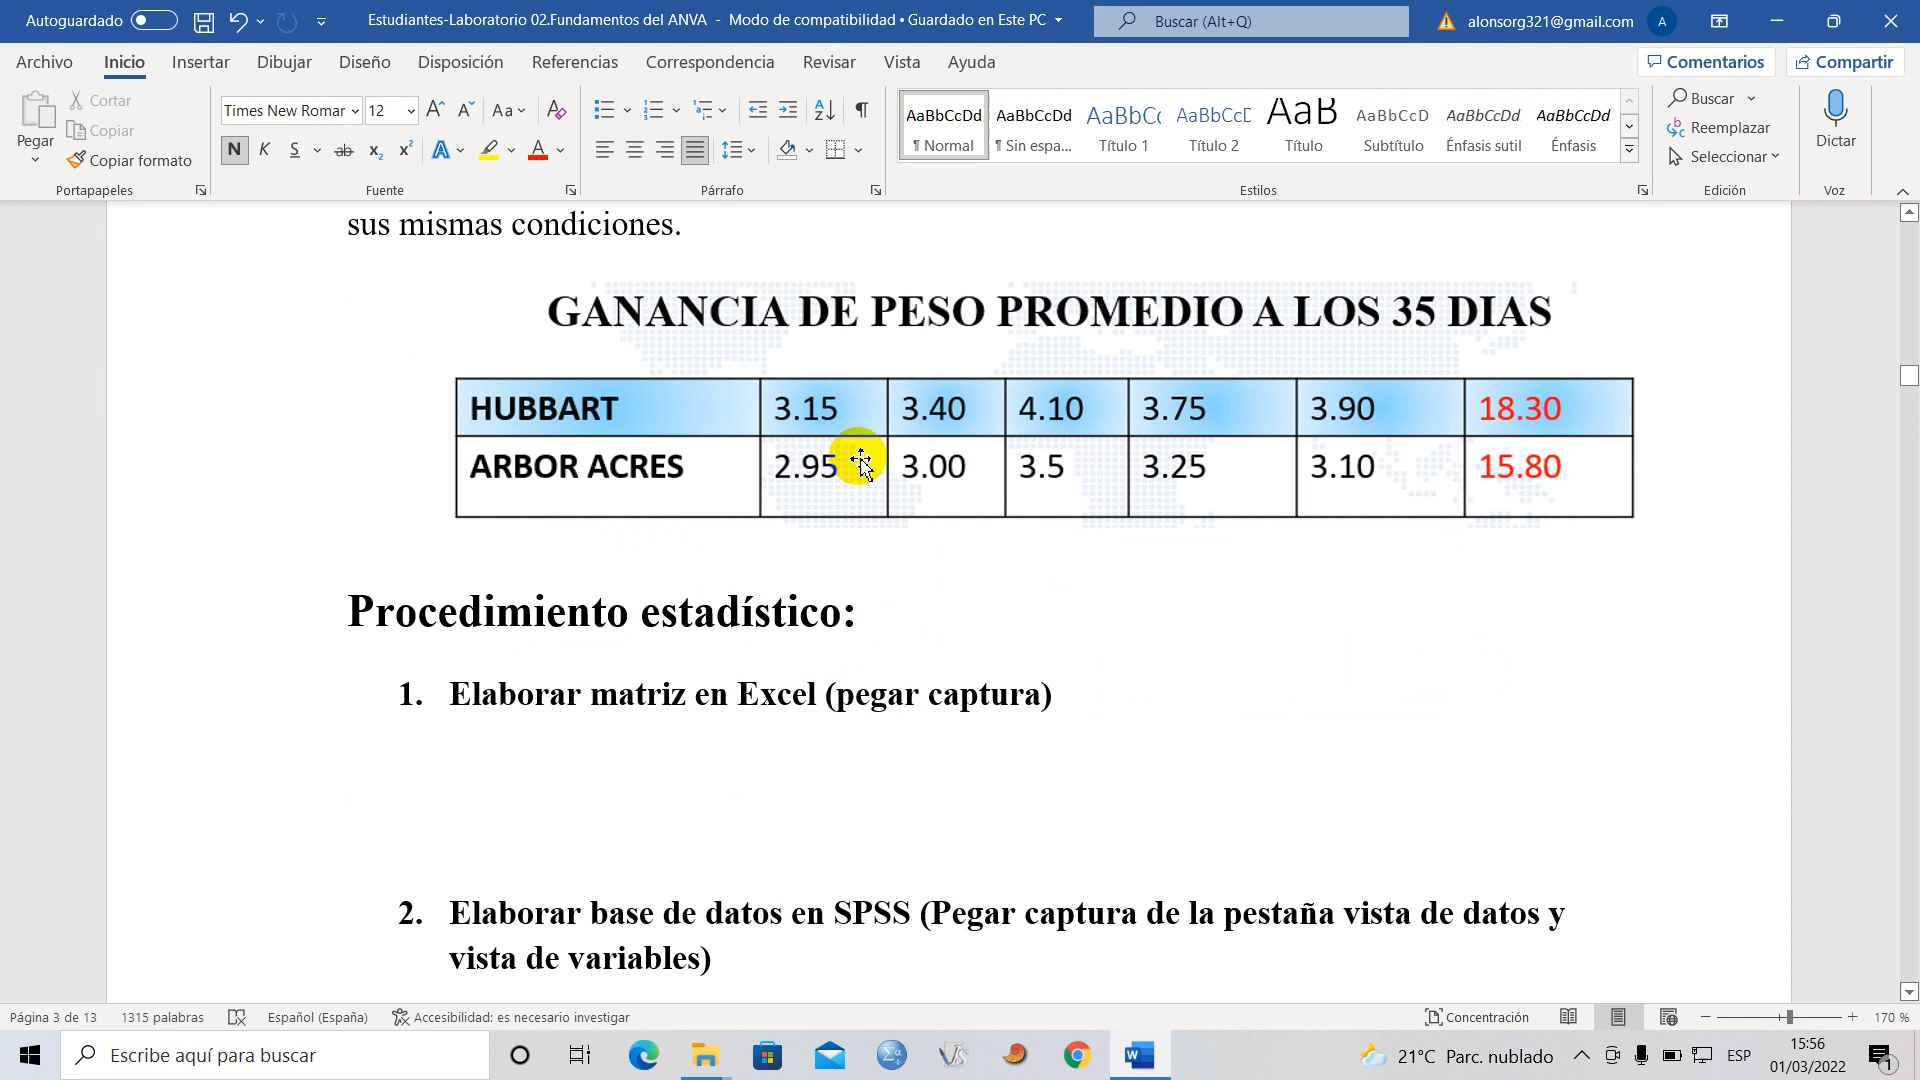 Autoguardado
Estudiantes-Laboratorio 02.Fundamentos del ANVA - Modo de compatibilidad • Guardado en Este PC
Buscar (Alt+Q)
alonsorg321@gmail.com
A
Archivo Inicio Insertar Dibujar Diseño Disposición Referencias Correspondencia Revisar Vista Ayuda
Comentarios Compartir
Pegar
Cortar
Copiar
Copiar formato
Portapapeles
Times New Romar 12
Fuente
Párrafo
AaBbCcDd AaBbCcDd AaBbC AaBbCcD AaB AaBbCcD AaBbCcDd AaBbCcDd
¶ Normal ¶ Sin espa... Título 1 Título 2 Título Subtítulo Énfasis sutil Énfasis
Estilos
Buscar
Reemplazar
Seleccionar
Edición
Dictar
Voz
sus mismas condiciones.
GANANCIA DE PESO PROMEDIO A LOS 35 DIAS
HUBBART 3.15 3.40 4.10 3.75 3.90 18.30
ARBOR ACRES 2.95 3.00 3.5 3.25 3.10 15.80
Procedimiento estadístico:
1. Elaborar matriz en Excel (pegar captura)
2. Elaborar base de datos en SPSS (Pegar captura de la pestaña vista de datos y
vista de variables)
Página 3 de 13 1315 palabras Español (España) Accesibilidad: es necesario investigar
Concentración 170 %
Escribe aquí para buscar
21°C Parc. nublado
ESP
15:56
01/03/2022
1